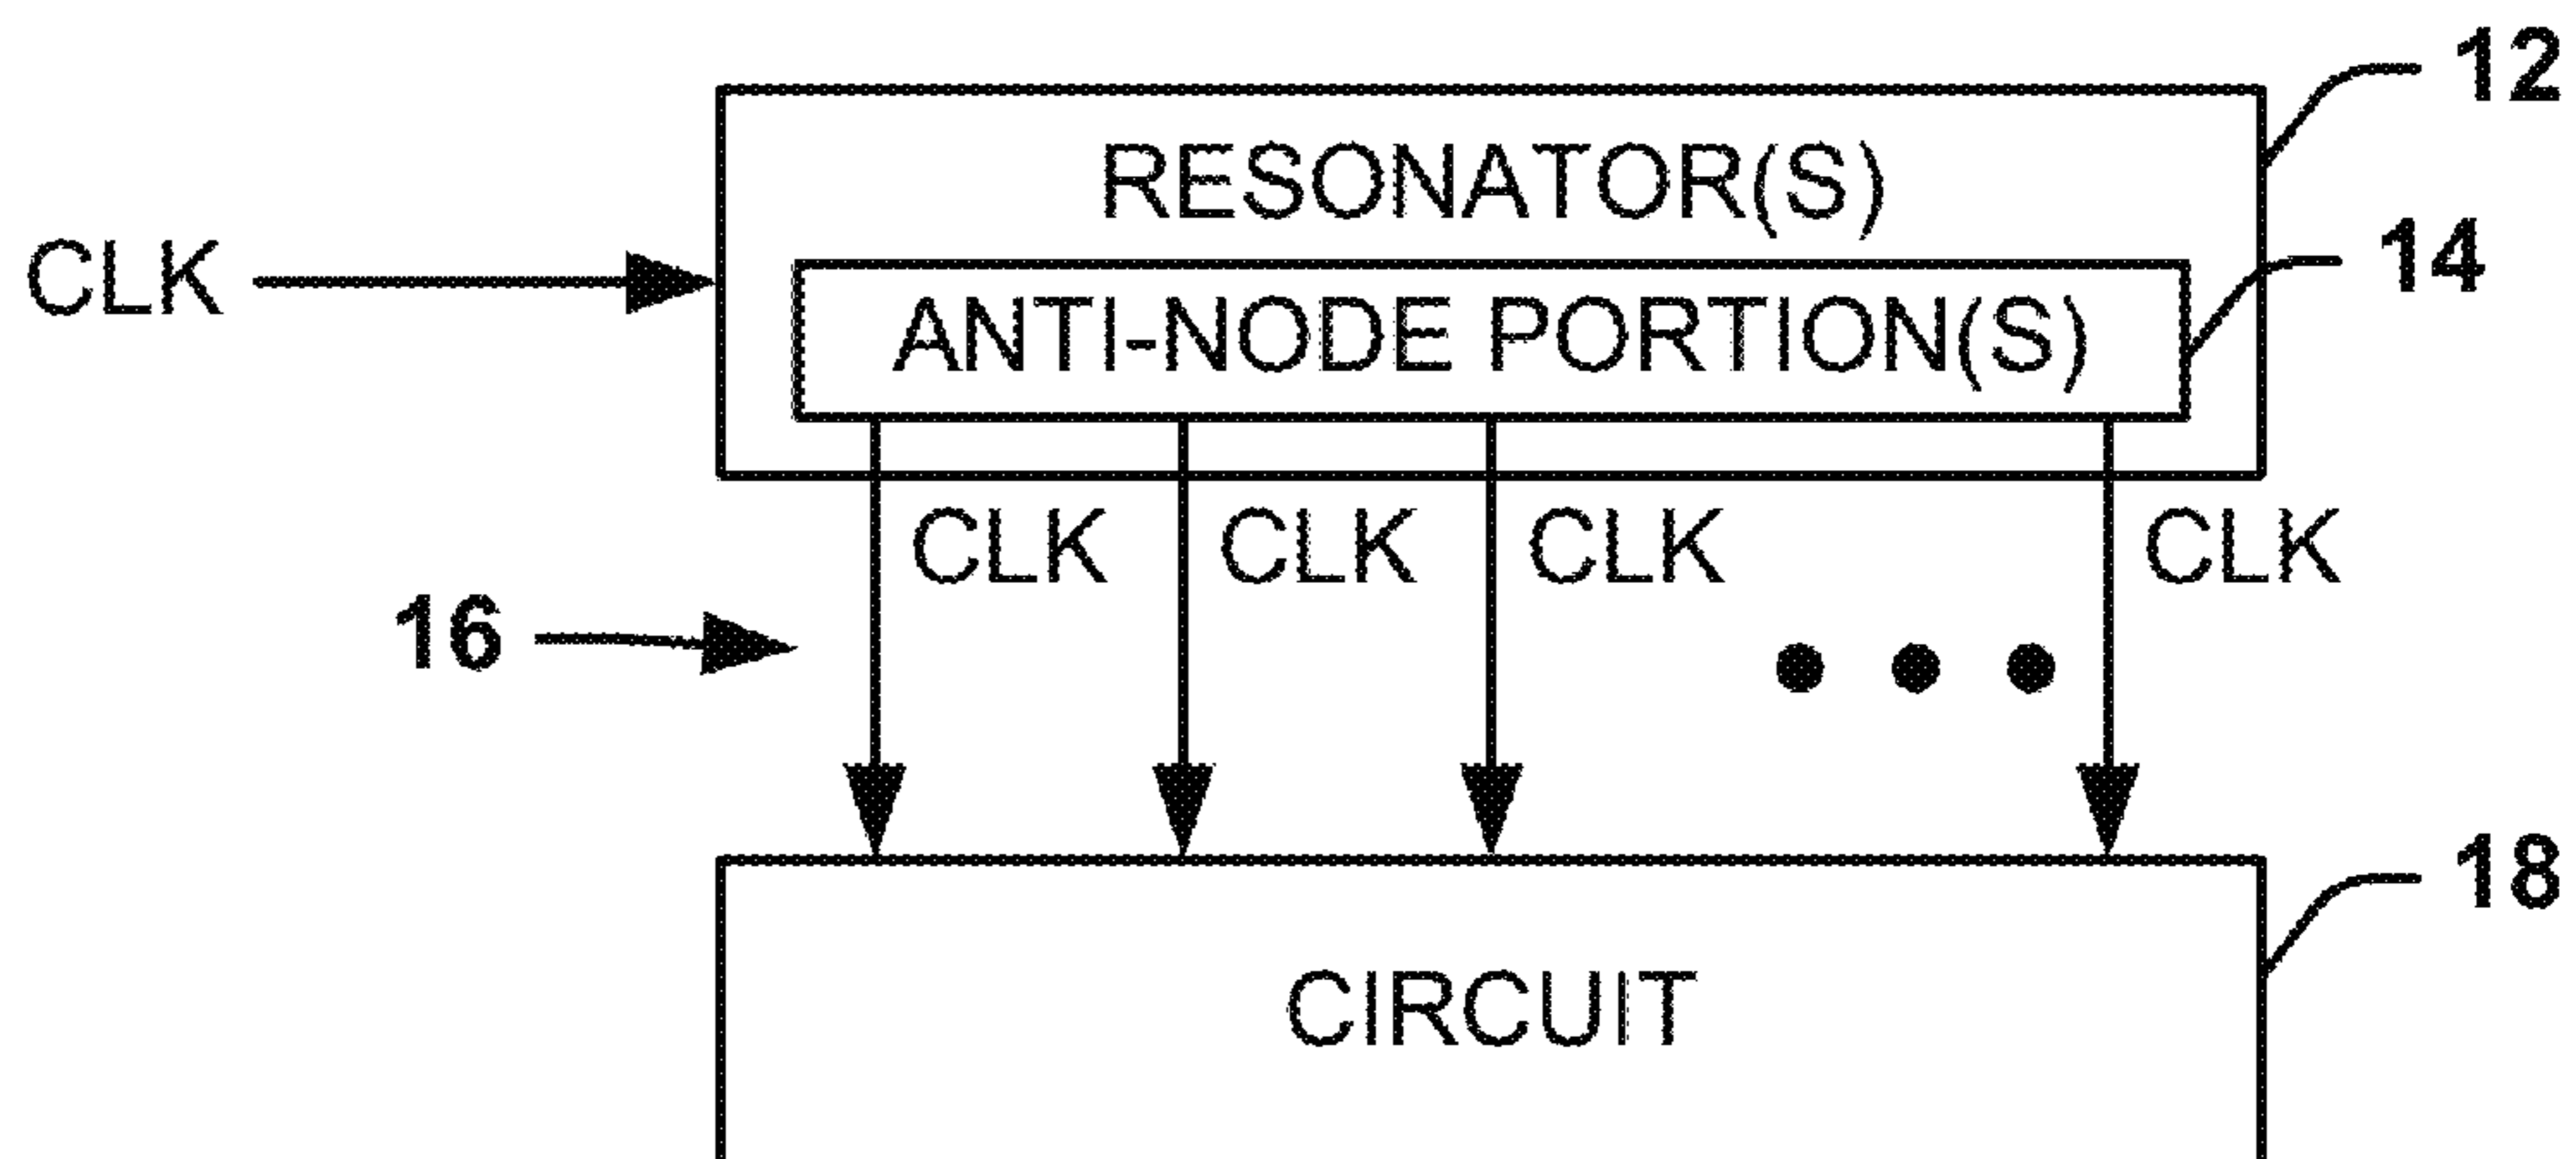 12
RESONATOR(S)
14
CLK
ANTI-NODE PORTION(S)
CLK CLK CLK CLK
16
18
CIRCUIT